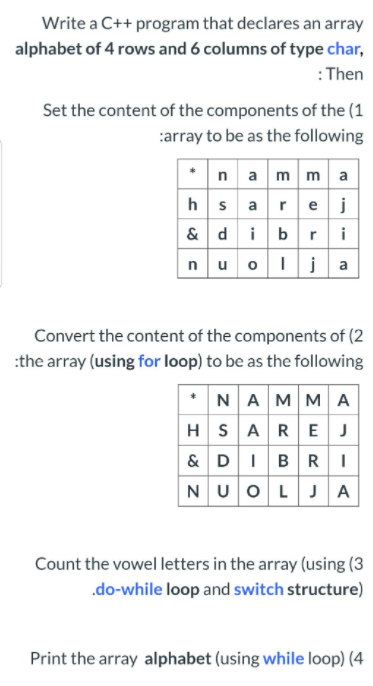 Write a C++ program that declares an array
alphabet of 4 rows and 6 columns of type char,
: Then
Set the content of the components of the (1
:array to be as the following
* n a m m a
h s a r e j
& d i b r i
n u o l j a
Convert the content of the components of (2
:the array (using for loop) to be as the following
* N A M M A
H S A R E J
& D I B R I
N U O L J A
Count the vowel letters in the array (using (3
.do-while loop and switch structure)
Print the array alphabet (using while loop) (4